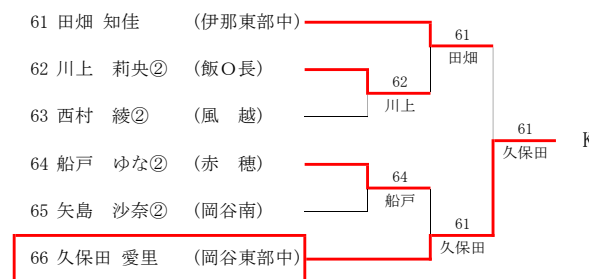 61 田畑 知佳 (伊那東部中)
61
田畑
62 川上 莉央② (飯O長)
62
川上
63 西村 綾② (風 越)
61
久保田
K
64 船戸 ゆな② (赤 穂)
64
船戸
65 矢島 沙奈② (岡谷南)
61
久保田
66 久保田 愛里 (岡谷東部中)